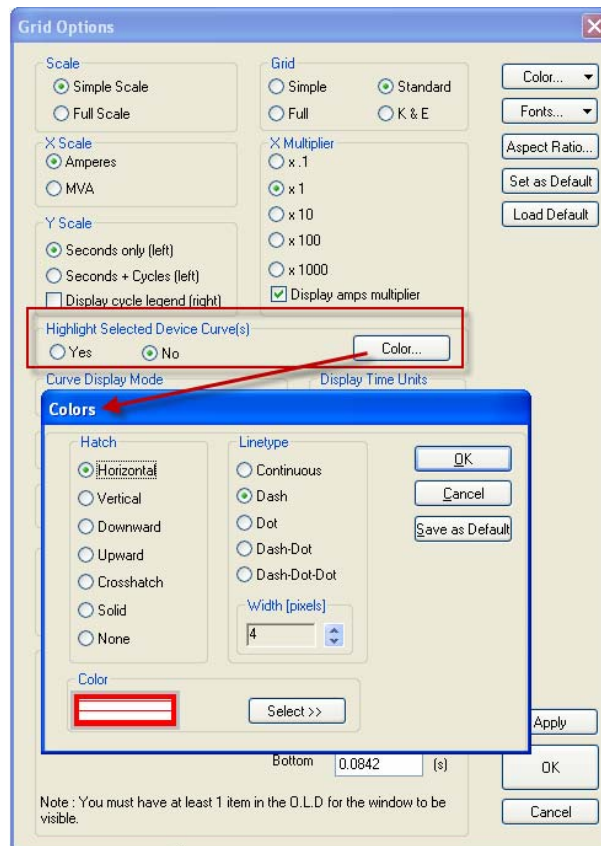 Grid Options
Scale
Simple Scale
Full Scale
Grid
Simple
Standard
Full
K & E
Color...
Fonts...
Aspect Ratio...
Set as Default
Load Default
X Scale
Amperes
MVA
X Multiplier
x .1
x 1
x 10
x 100
x 1000
Display amps multiplier
Y Scale
Seconds only (left)
Seconds + Cycles (left)
Display cycle legend (right)
Highlight Selected Device Curve(s)
Yes
No
Color...
Curve Display Mode
Display Time Units
Colors
Hatch
Horizontal
Vertical
Downward
Upward
Crosshatch
Solid
None
Linetype
Continuous
Dash
Dot
Dash-Dot
Dash-Dot-Dot
Width [pixels]
4
OK
Cancel
Save as Default
Color
Select >>
Bottom
0.0842
(s)
Note : You must have at least 1 item in the O.L.D for the window to be
visible.
Apply
OK
Cancel